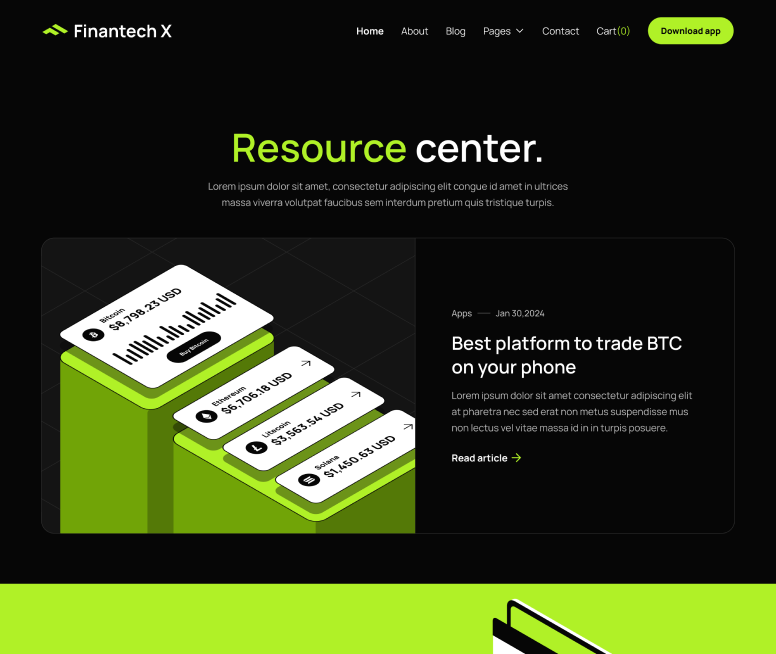 Finantech X
Home About Blog Pages Contact Cart(0) Download app
Resource center.
Lorem ipsum dolor sit amet, consectetur adipiscing elit congue id amet in ultrices
massa viverra volutpat faucibus sem interdum pretium quis tristique turpis.
Bitcoin
$8,798.23 USD
Buy Bitcoin
Ethereum
$6,706.18 USD
Litecoin
$3,563.54 USD
Solana
$1,450.63 USD
Apps — Jan 30,2024
Best platform to trade BTC
on your phone
Lorem ipsum dolor sit amet consectetur adipiscing elit
at pharetra nec sed erat non metus suspendisse mus
non lectus vel vitae massa id in in turpis posuere.
Read article